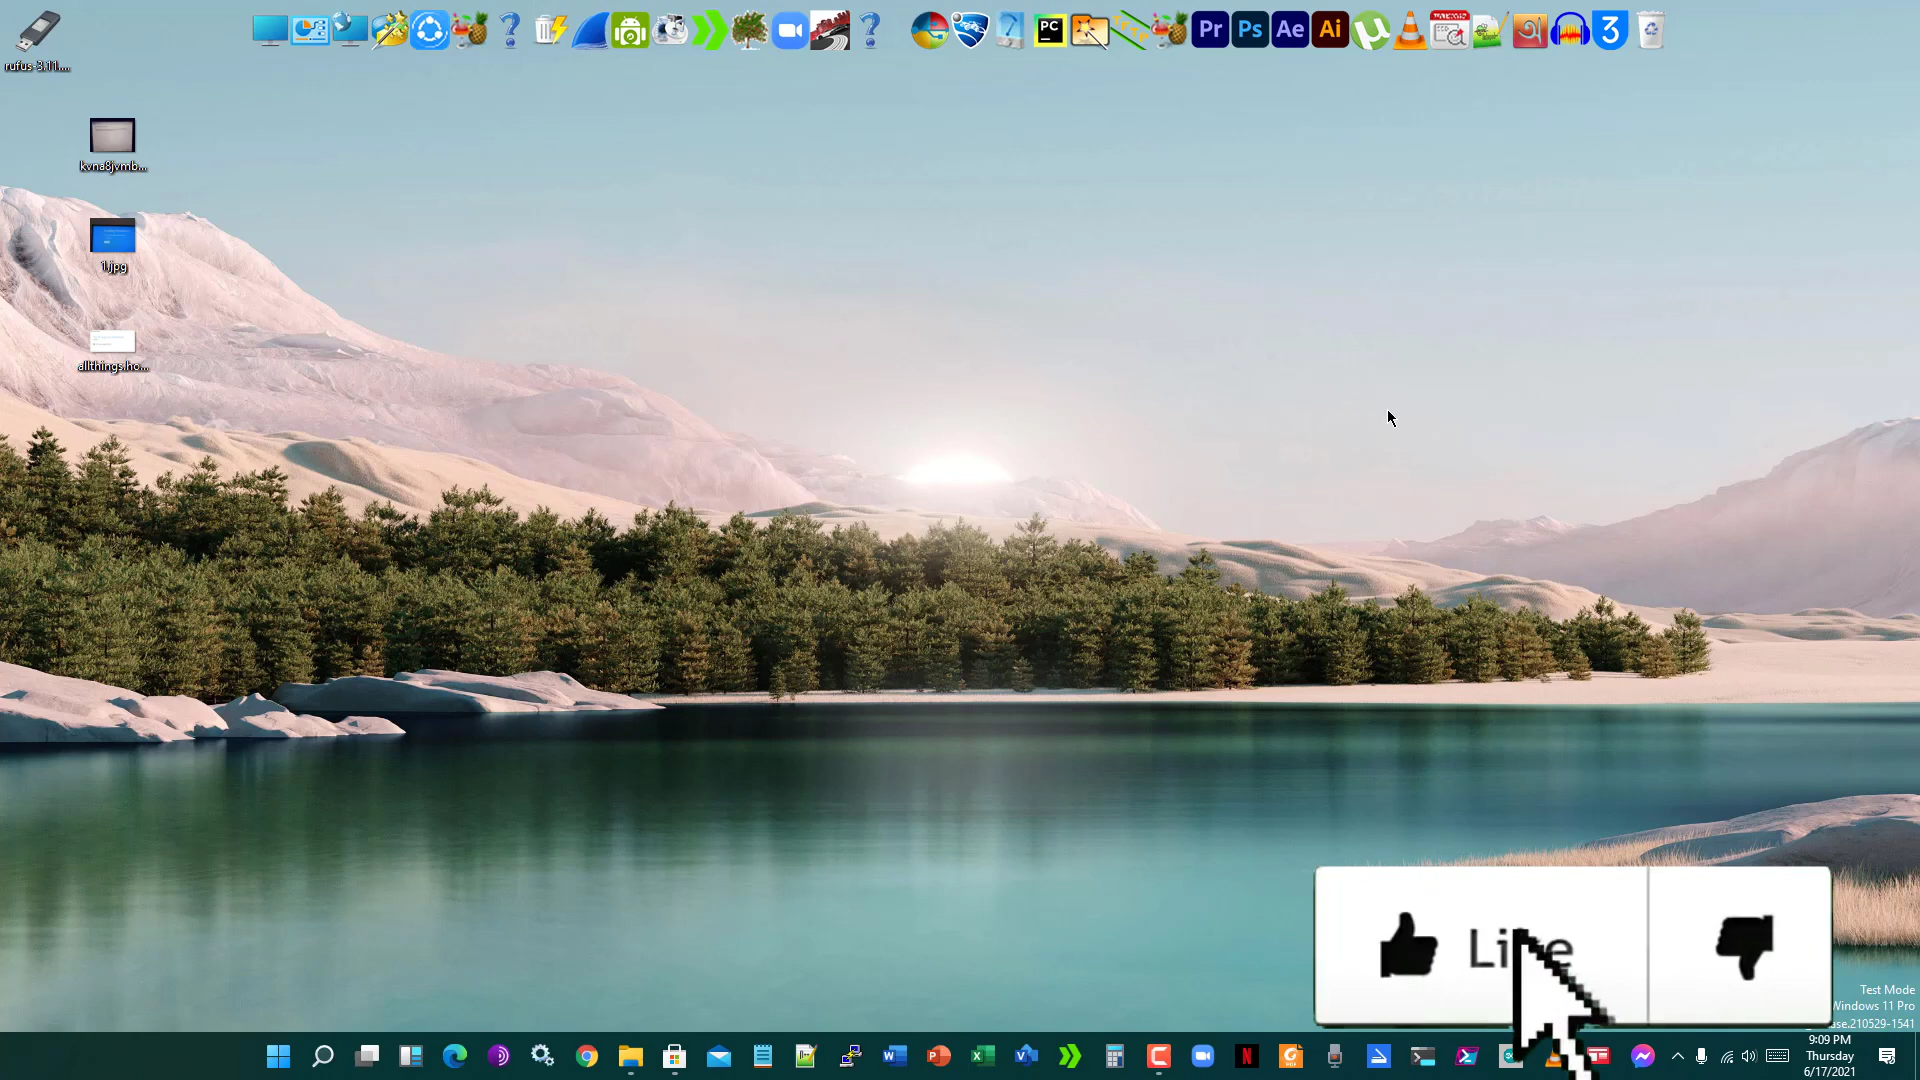 rufus-3.11....
PC
Pr
Ps
Ae
Ai
3
kvna8jvmb...
1.jpg
allthings.ho...
Test Mode
Windows 11 Pro
9:09 PM
Thursday
6/17/2021